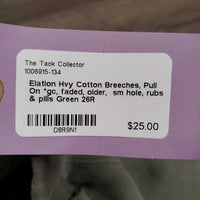 The Tack Collector
1006915-134
Elation Hvy Cotton Breeches, Pull
On *gc, faded, older, sm hole, rubs
& pills Green 26R
D8R9N1
$25.00